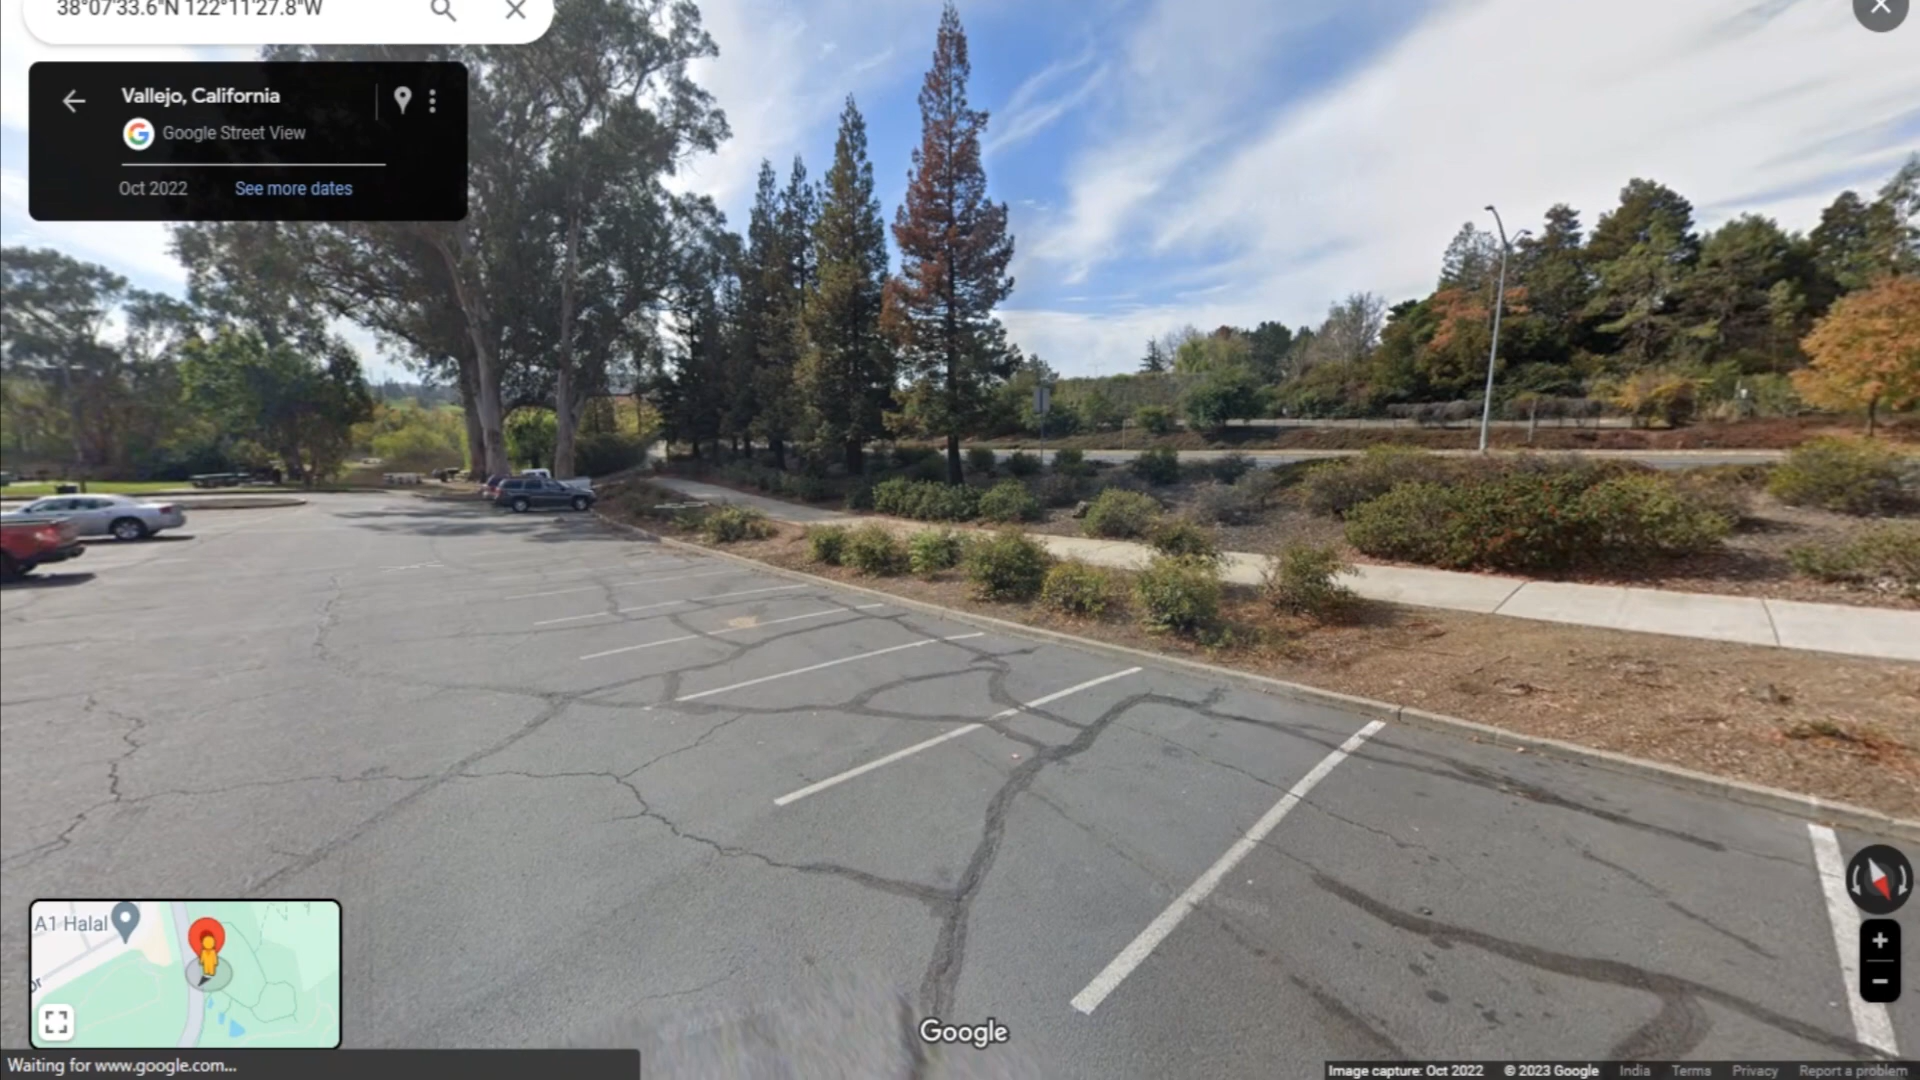 38°07'33.6"N 122°11'27.8"W
Vallejo, California
Google Street View
Oct 2022 See more dates
A1 Halal
Dr
Google
Waiting for www.google.com...
Image capture: Oct 2022 © 2023 Google India Terms Privacy Report a problem